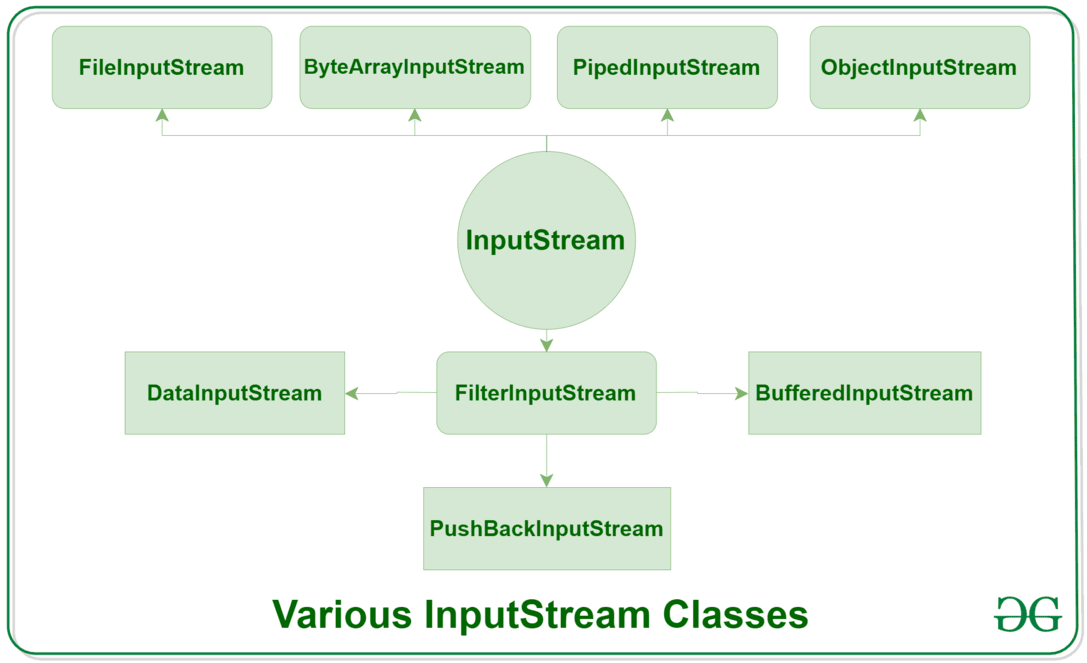 FileInputStream
ByteArrayInputStream
PipedInputStream
ObjectInputStream
InputStream
DataInputStream
FilterInputStream
BufferedInputStream
PushBackInputStream
Various InputStream Classes